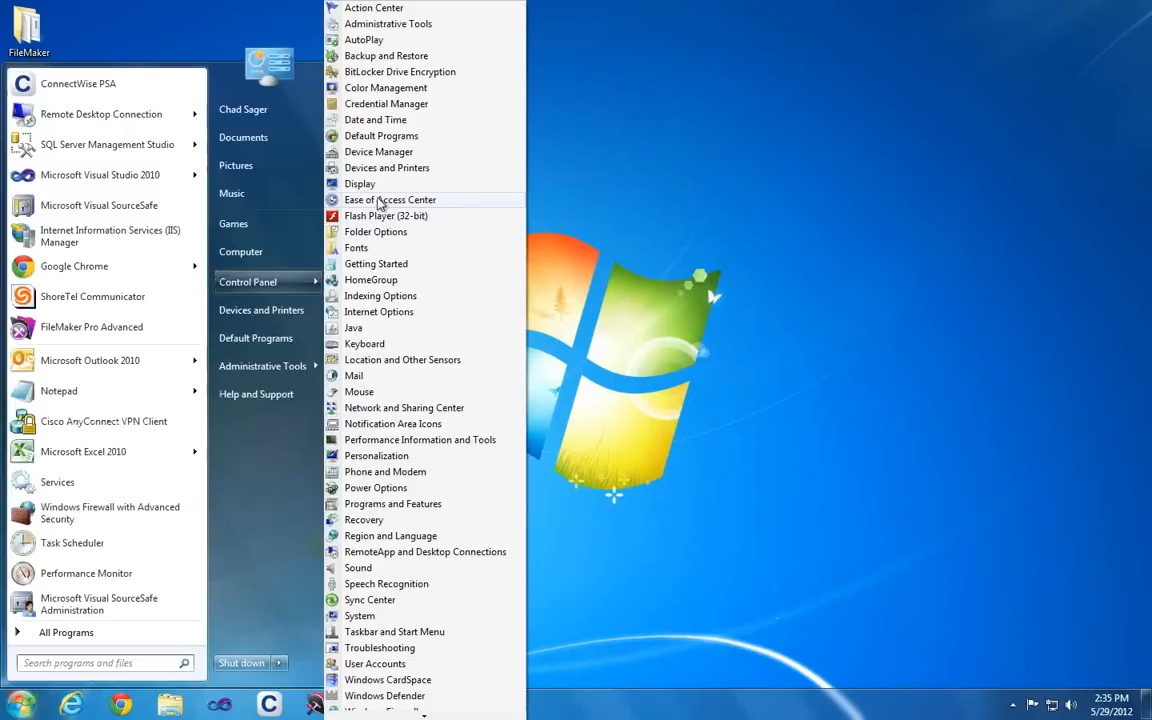 FileMaker
ConnectWise PSA
Remote Desktop Connection
SQL Server Management Studio
Microsoft Visual Studio 2010
Microsoft Visual SourceSafe
Internet Information Services (IIS)
Manager
Google Chrome
ShoreTel Communicator
FileMaker Pro Advanced
Microsoft Outlook 2010
Notepad
Cisco AnyConnect VPN Client
Microsoft Excel 2010
Services
Windows Firewall with Advanced
Security
Task Scheduler
Performance Monitor
Microsoft Visual SourceSafe
Administration
All Programs
Search programs and files
Chad Sager
Documents
Pictures
Music
Games
Computer
Control Panel
Devices and Printers
Default Programs
Administrative Tools
Help and Support
Shut down
Action Center
Administrative Tools
AutoPlay
Backup and Restore
BitLocker Drive Encryption
Color Management
Credential Manager
Date and Time
Default Programs
Device Manager
Devices and Printers
Display
Ease of Access Center
Flash Player (32-bit)
Folder Options
Fonts
Getting Started
HomeGroup
Indexing Options
Internet Options
Java
Keyboard
Location and Other Sensors
Mail
Mouse
Network and Sharing Center
Notification Area Icons
Performance Information and Tools
Personalization
Phone and Modem
Power Options
Programs and Features
Recovery
Region and Language
RemoteApp and Desktop Connections
Sound
Speech Recognition
Sync Center
System
Taskbar and Start Menu
Troubleshooting
User Accounts
Windows CardSpace
Windows Defender
2:35 PM
5/29/2012